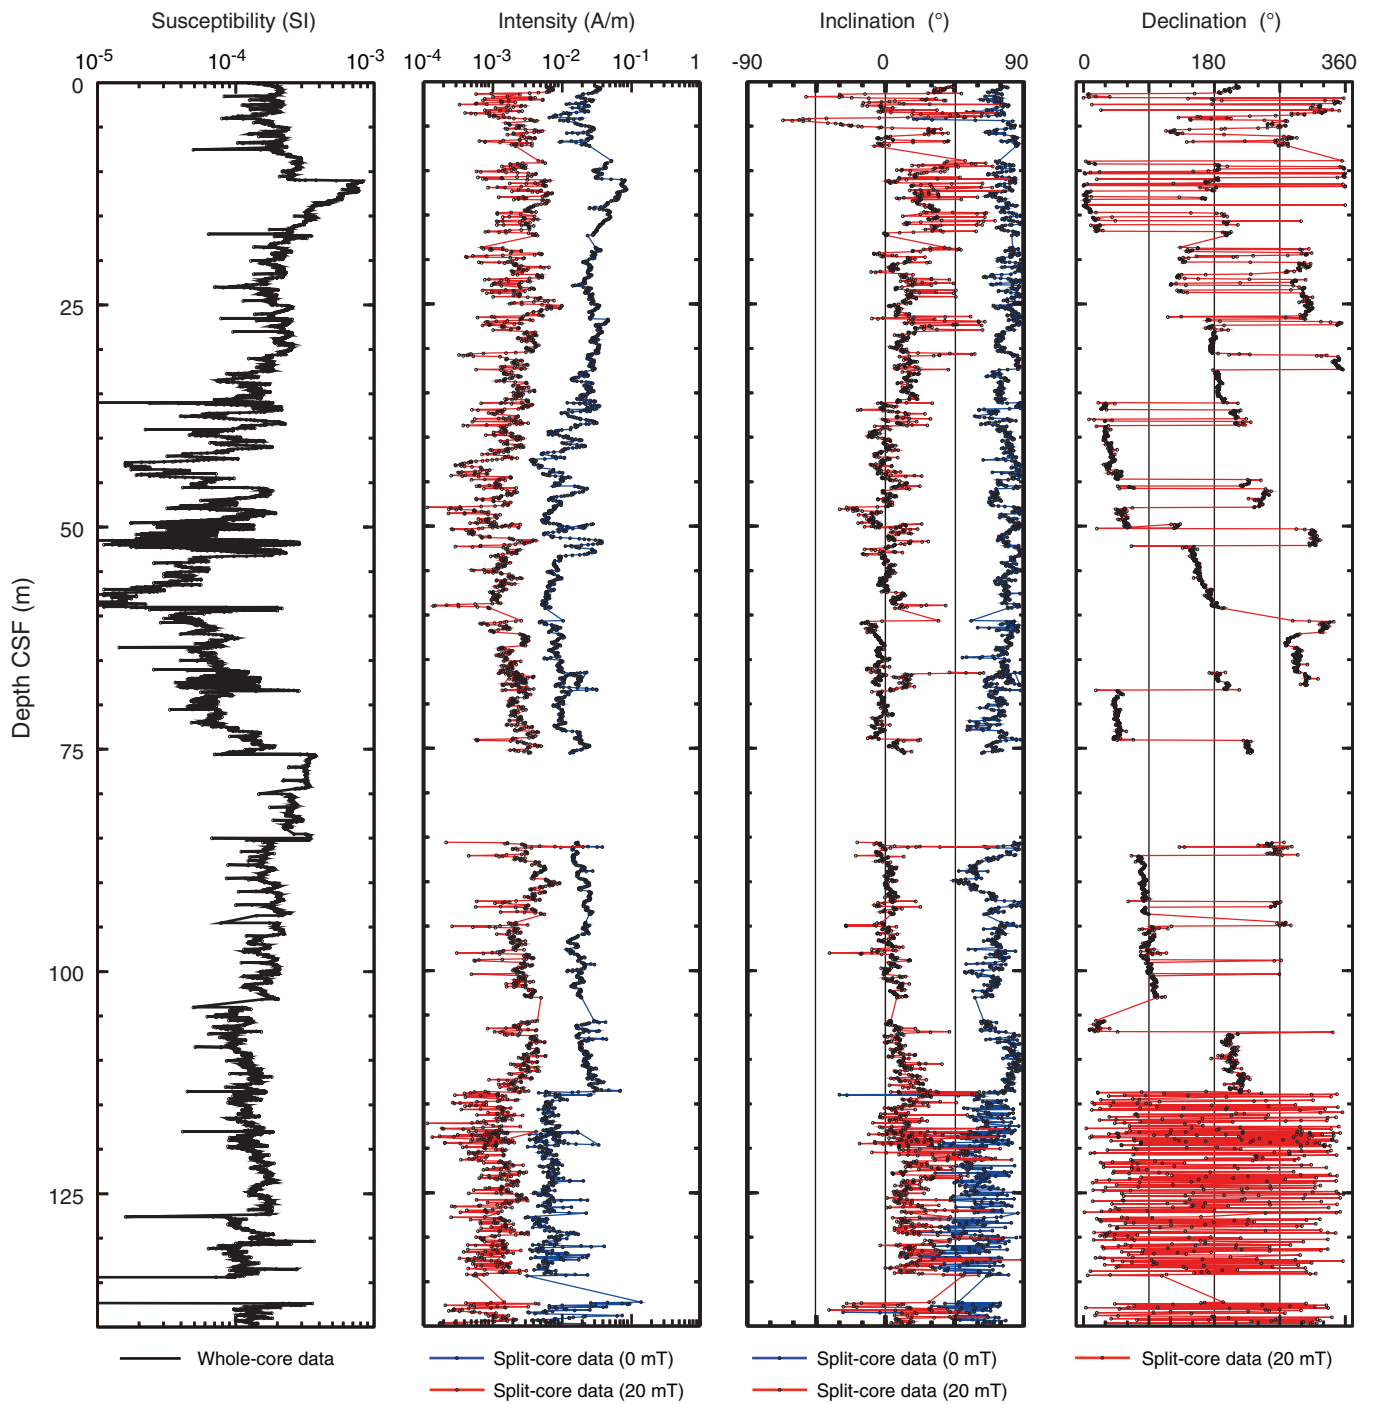 Susceptibility (SI) Intensity (A/m) Inclination (°) Declination (°)
10-5 10-4 10-3 10-4 10-3 10-2 10-1 1 -90 0 90 0 180 360
0
25
50
75
100
125
Depth CSF (m)
Whole-core data Split-core data (0 mT) Split-core data (0 mT) Split-core data (20 mT)
Split-core data (20 mT) Split-core data (20 mT)